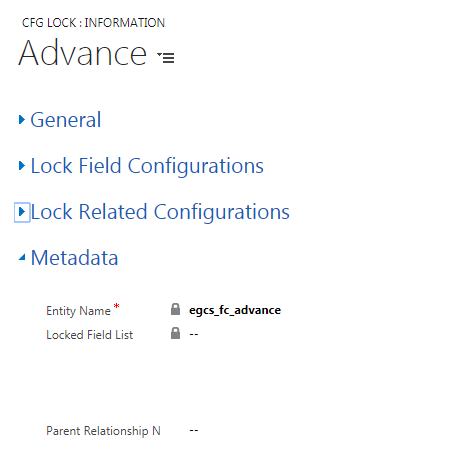 CFG LOCK : INFORMATION
Advance
General
Lock Field Configurations
Lock Related Configurations
Metadata
Entity Name * egcs_fc_advance
Locked Field List --
Parent Relationship N --